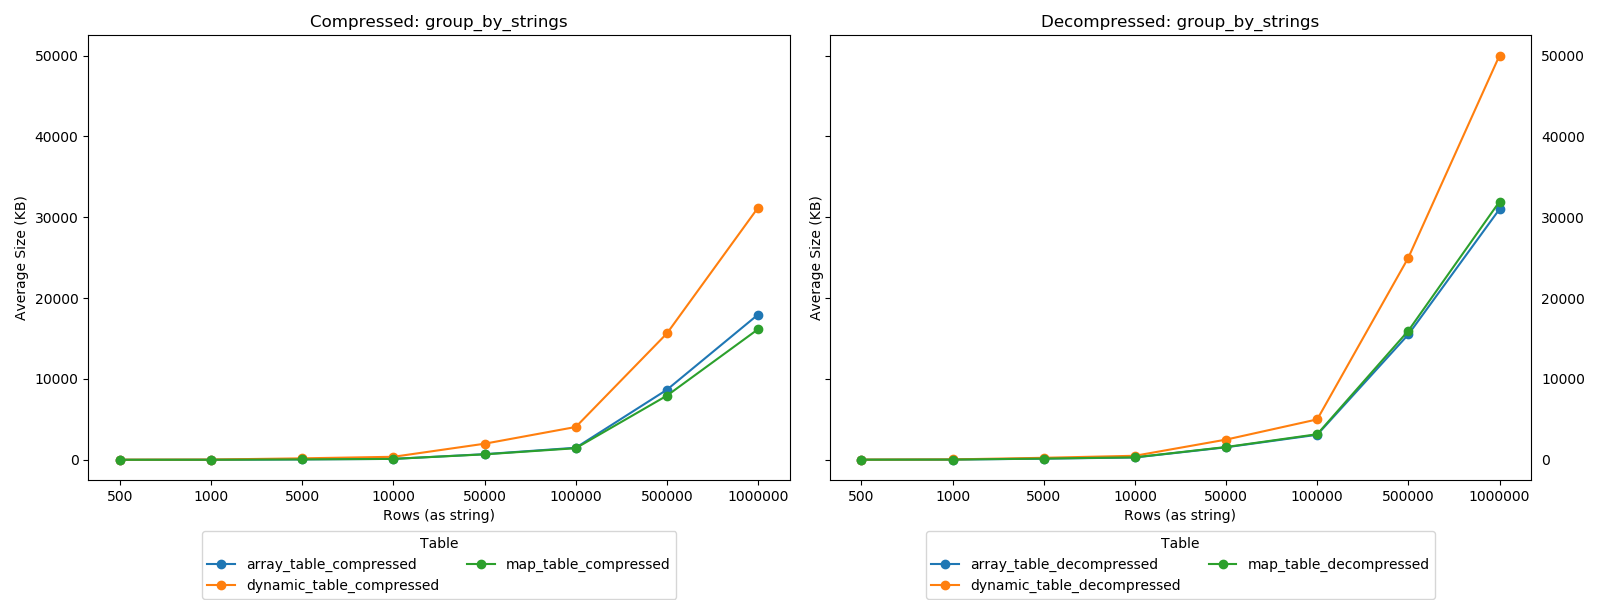 Compressed: group_by_strings
50000
40000
30000
20000
10000
0
Average Size (KB)
500 1000 5000 10000 50000 100000 500000 1000000
Rows (as string)
Table
array_table_compressed map_table_compressed
dynamic_table_compressed
Decompressed: group_by_strings
50000
40000
30000
20000
10000
0
Average Size (KB)
500 1000 5000 10000 50000 100000 500000 1000000
Rows (as string)
Table
array_table_decompressed map_table_decompressed
dynamic_table_decompressed